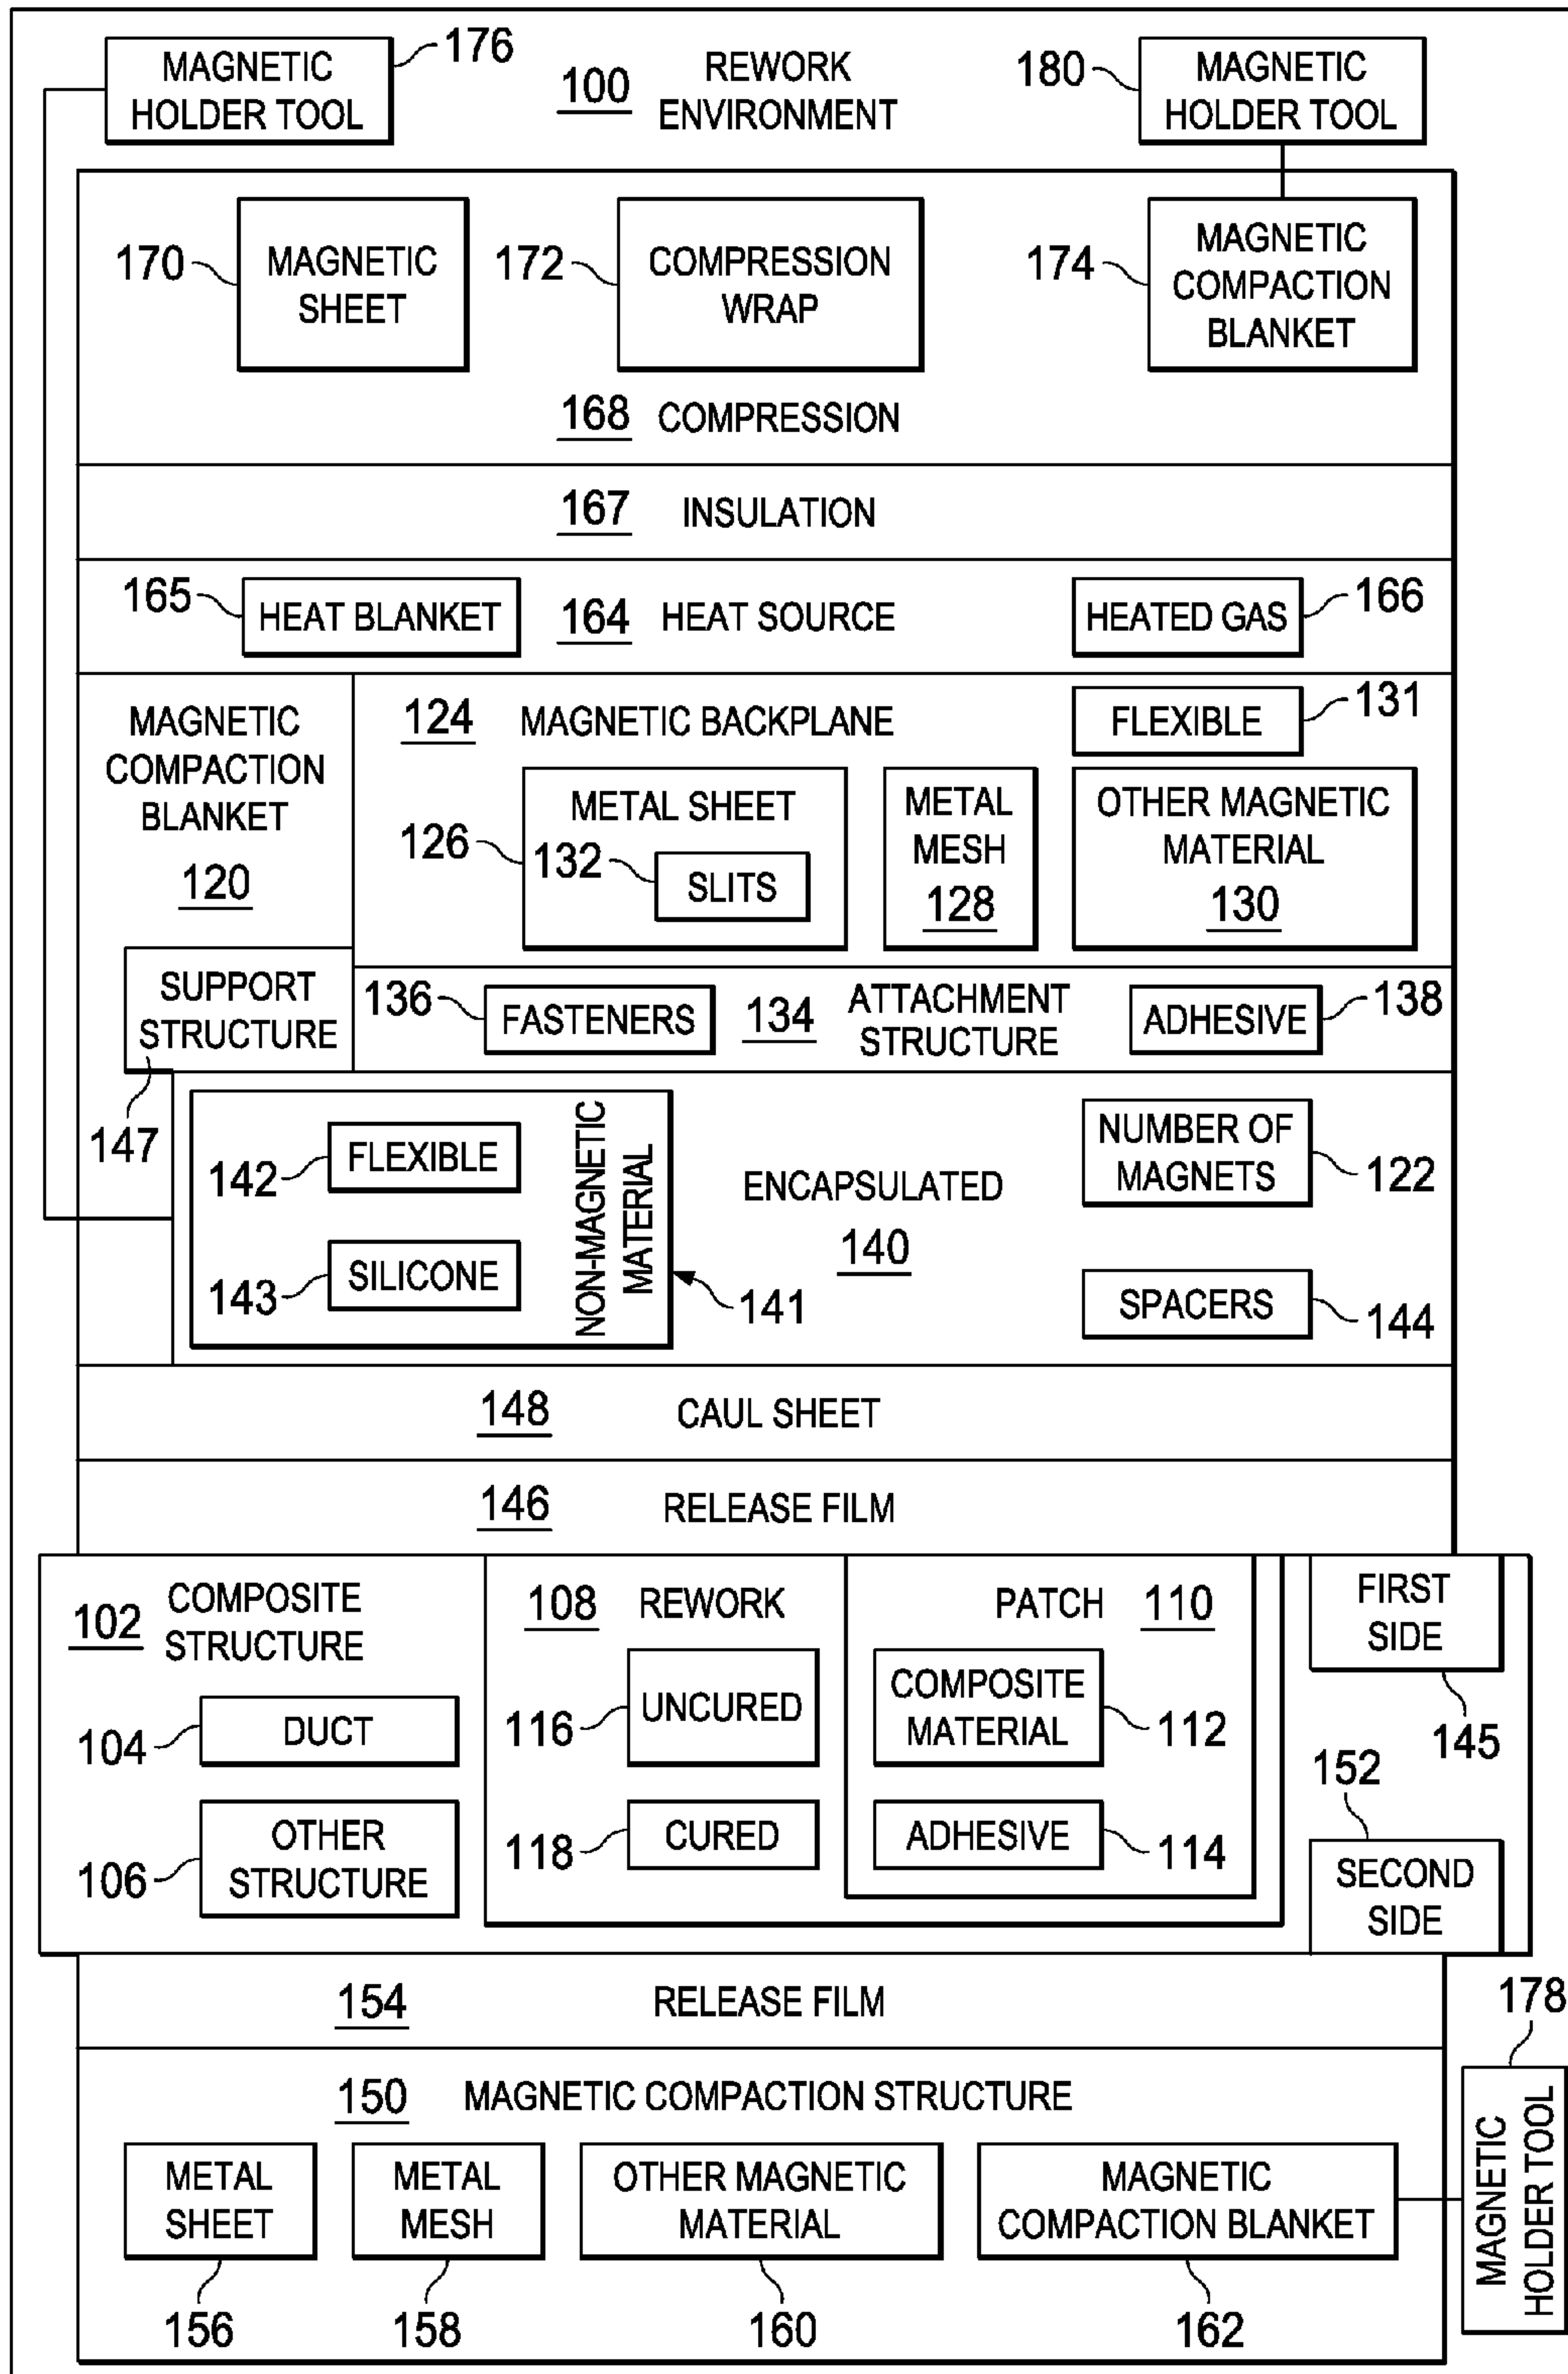 MAGNETIC
HOLDER TOOL
176
100
REWORK
ENVIRONMENT
180
MAGNETIC
HOLDER TOOL
170
MAGNETIC
SHEET
172
COMPRESSION
WRAP
174
MAGNETIC
COMPACTION
BLANKET
168 COMPRESSION
167 INSULATION
165
HEAT BLANKET
164 HEAT SOURCE
HEATED GAS
166
MAGNETIC
COMPACTION
BLANKET
120
124 MAGNETIC BACKPLANE
FLEXIBLE
131
126
METAL SHEET
132
SLITS
METAL
MESH
128
OTHER MAGNETIC
MATERIAL
130
SUPPORT
STRUCTURE
147
136
FASTENERS
134
ATTACHMENT
STRUCTURE
ADHESIVE
138
142
FLEXIBLE
143
SILICONE
NON-MAGNETIC
MATERIAL
141
ENCAPSULATED
140
NUMBER OF
MAGNETS
122
SPACERS
144
148 CAUL SHEET
146 RELEASE FILM
102
COMPOSITE
STRUCTURE
104
DUCT
106
OTHER
STRUCTURE
108 REWORK
116
UNCURED
118
CURED
PATCH 110
COMPOSITE
MATERIAL
112
ADHESIVE
114
FIRST
SIDE
145
152
SECOND
SIDE
154 RELEASE FILM
150 MAGNETIC COMPACTION STRUCTURE
METAL
SHEET
156
METAL
MESH
158
OTHER MAGNETIC
MATERIAL
160
MAGNETIC
COMPACTION BLANKET
162
178
MAGNETIC
HOLDER TOOL